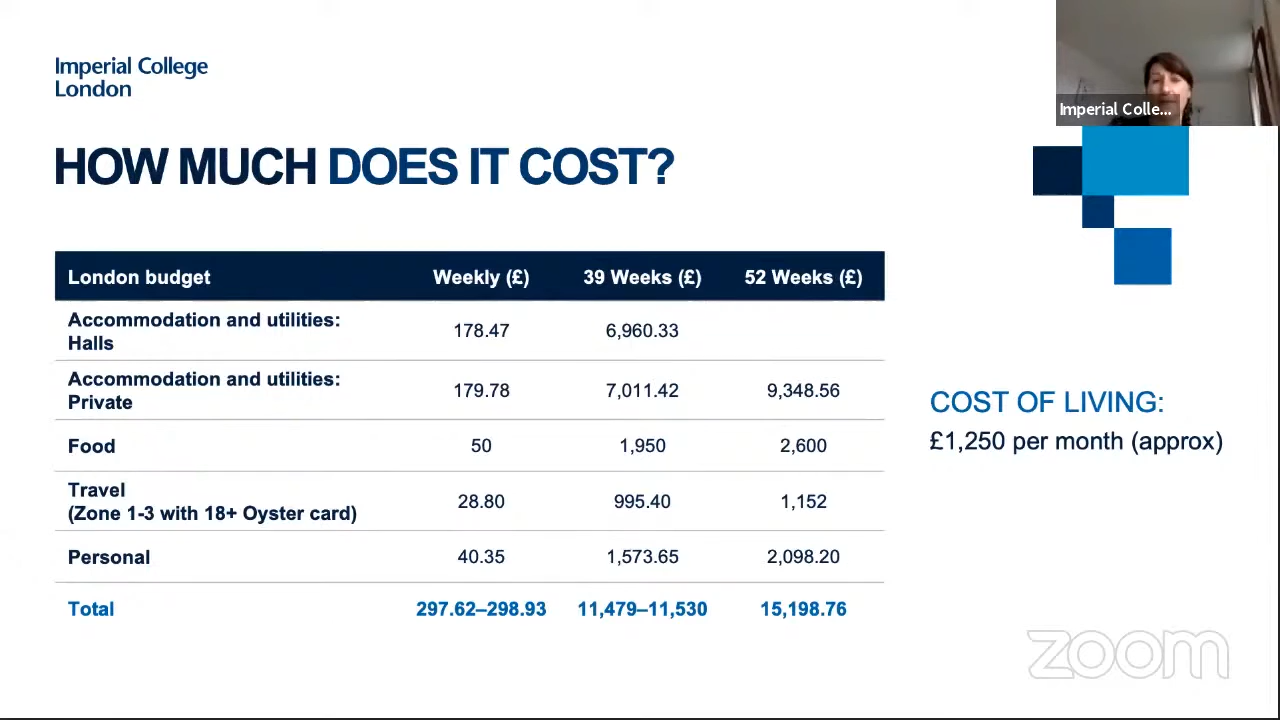 Imperial College
London
Imperial Colle...
HOW MUCH DOES IT COST?
London budget Weekly (£) 39 Weeks (£) 52 Weeks (£)
Accommodation and utilities:
Halls 178.47 6,960.33
Accommodation and utilities:
Private 179.78 7,011.42 9,348.56
Food 50 1,950 2,600
Travel
(Zone 1-3 with 18+ Oyster card) 28.80 995.40 1,152
Personal 40.35 1,573.65 2,098.20
Total 297.62–298.93 11,479–11,530 15,198.76
COST OF LIVING:
£1,250 per month (approx)
zoom